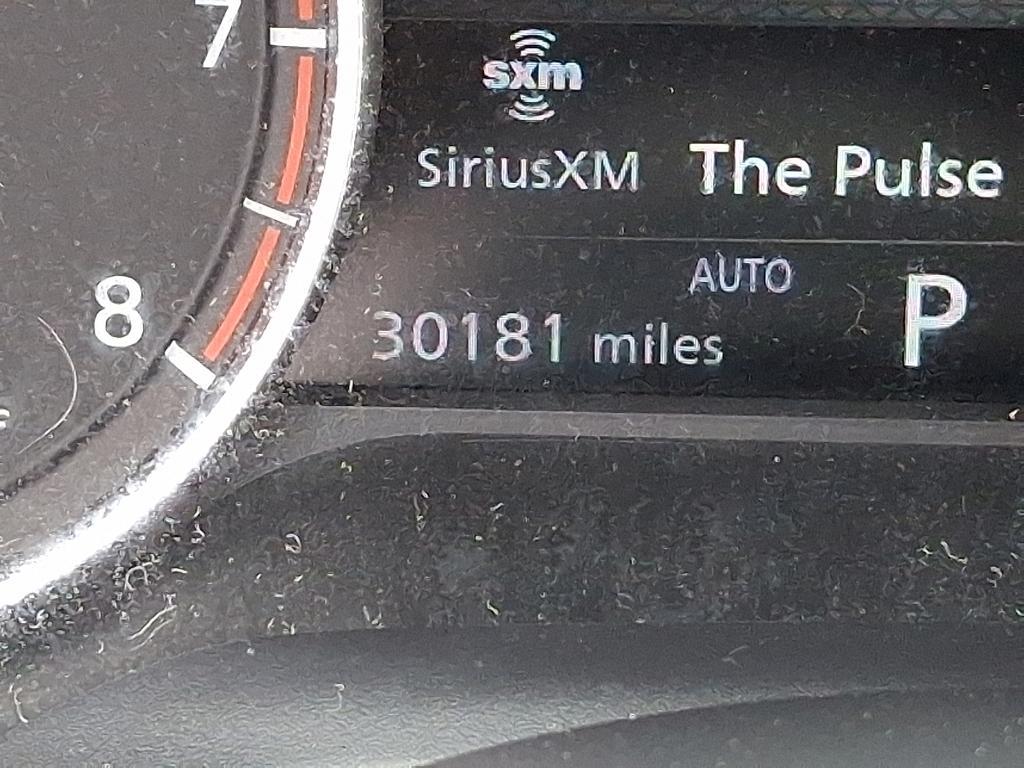 7
sxm
SiriusXM The Pulse
AUTO
8
30181 miles P